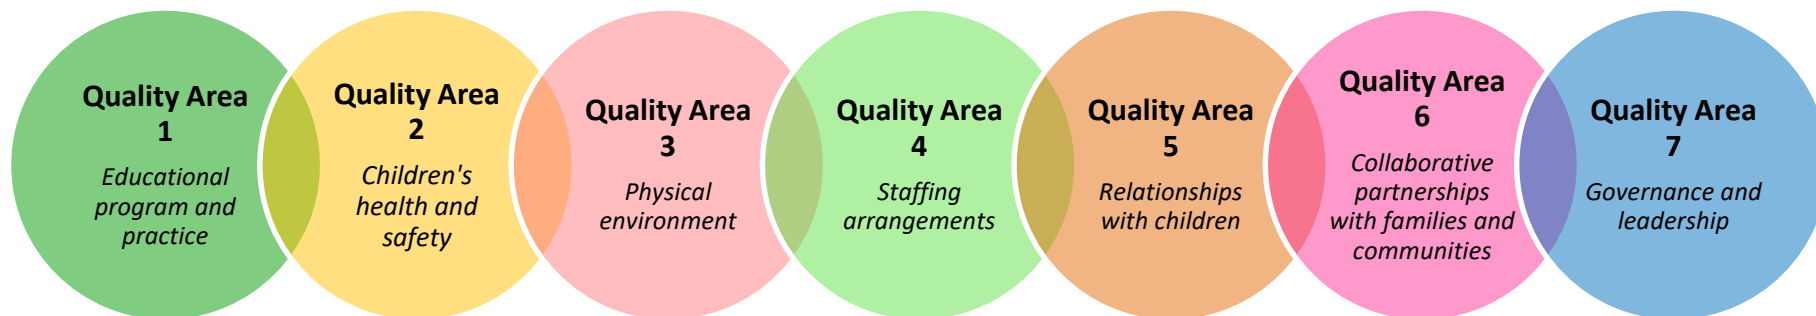 Quality Area
1
Educational
program and
practice
Quality Area
2
Children's
health and
safety
Quality Area
3
Physical
environment
Quality Area
4
Staffing
arrangements
Quality Area
5
Relationships
with children
Quality Area
6
Collaborative
partnerships
with families and
communities
Quality Area
7
Governance and
leadership